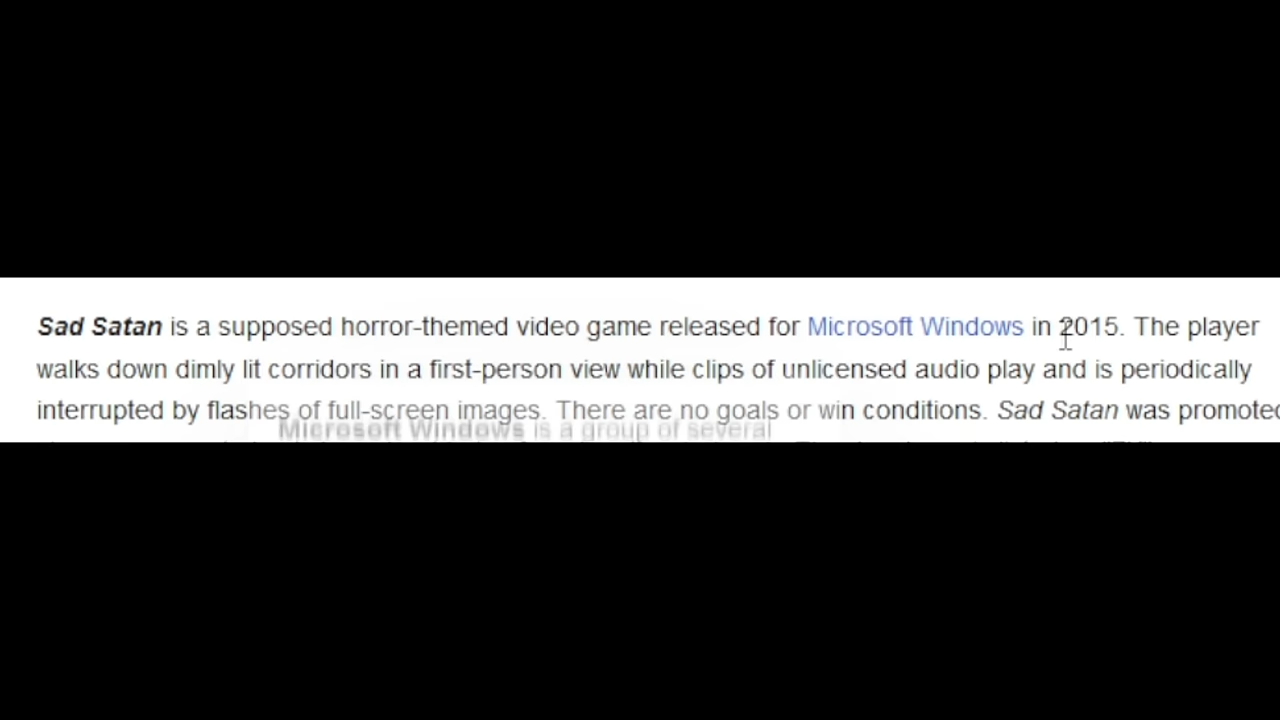 Sad Satan is a supposed horror-themed video game released for Microsoft Windows in 2015. The player
walks down dimly lit corridors in a first-person view while clips of unlicensed audio play and is periodically
interrupted by flashes of full-screen images. There are no goals or win conditions. Sad Satan was promoted
Microsoft Windows is a group of several